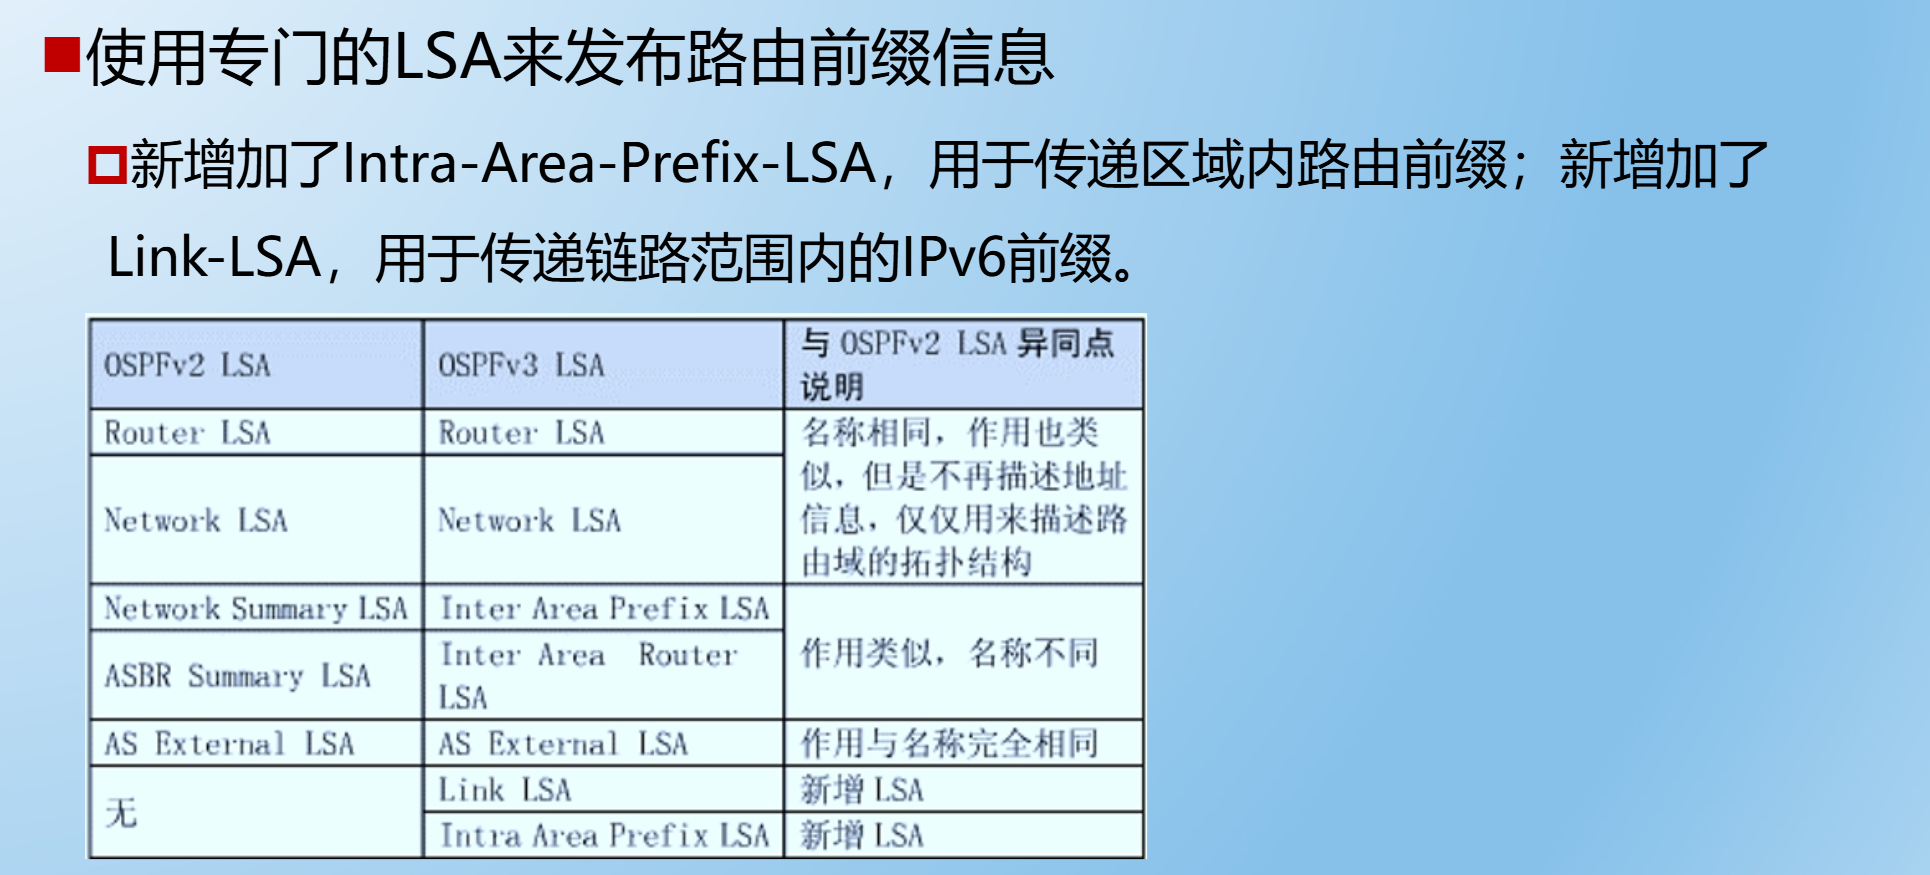 使用专门的LSA来发布路由前缀信息
新增加了Intra-Area-Prefix-LSA，用于传递区域内路由前缀；新增加了
Link-LSA，用于传递链路范围内的IPv6前缀。
OSPFv2 LSA
OSPFv3 LSA
与 OSPFv2 LSA 异同点
说明
Router LSA
Router LSA
名称相同，作用也类
似，但是不再描述地址
信息，仅仅用来描述路
由域的拓扑结构
Network LSA
Network LSA
Network Summary LSA
Inter Area Prefix LSA
作用类似，名称不同
ASBR Summary LSA
Inter Area Router
LSA
AS External LSA
AS External LSA
作用与名称完全相同
无
Link LSA
新增 LSA
Intra Area Prefix LSA
新增 LSA